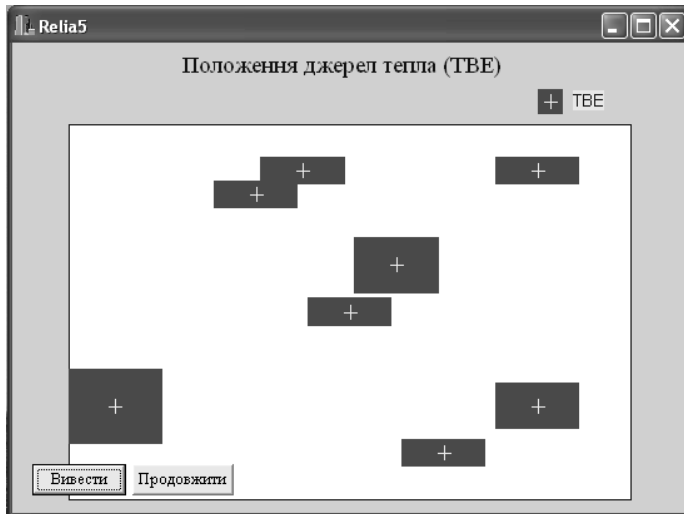 Relia5
Положення джерел тепла (ТВЕ)
ТВЕ
Вивести
Продовжити